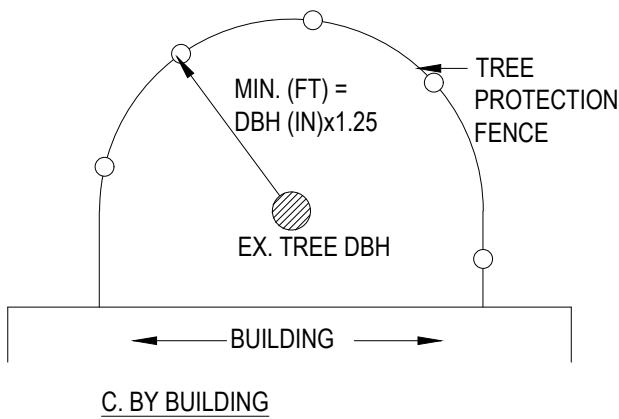 TREE
PROTECTION
FENCE
MIN. (FT) =
DBH (IN)x1.25
EX. TREE DBH
BUILDING
C. BY BUILDING